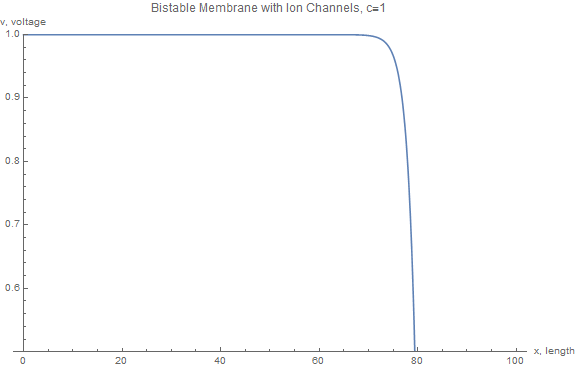 Bistable Membrane with Ion Channels, c=1
v, voltage
1.0
0.9
0.8
0.7
0.6
0 20 40 60 80 100
x, length